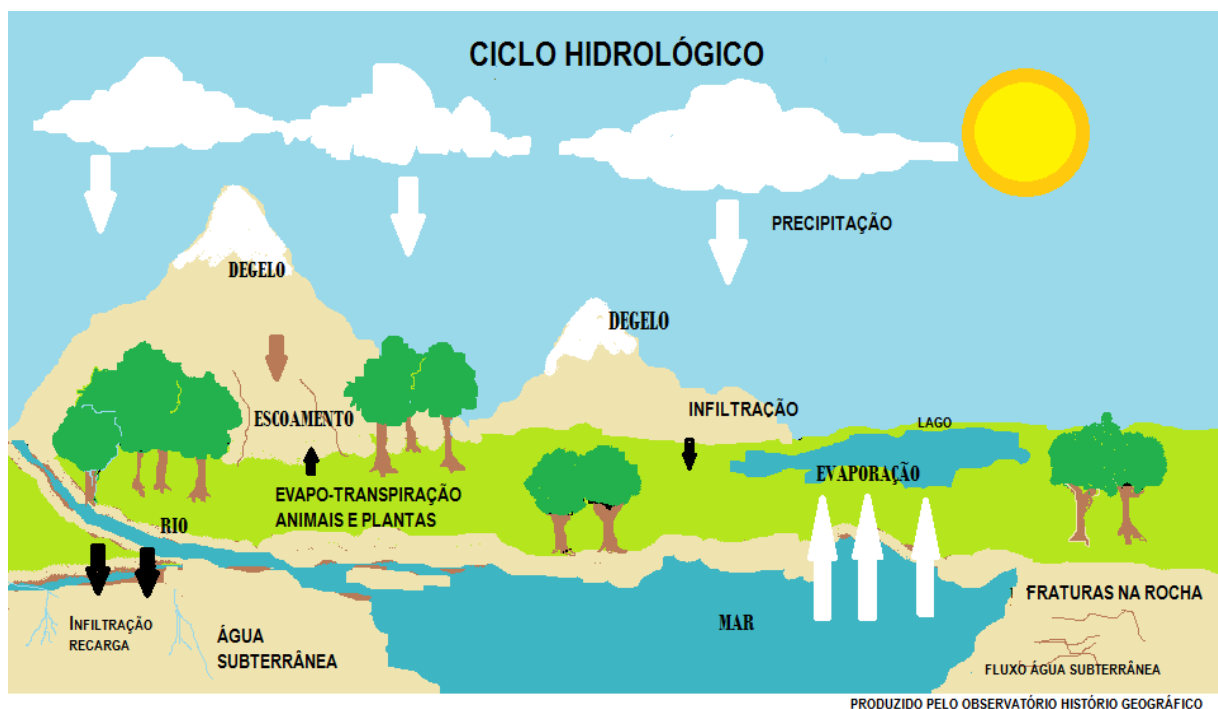 CICLO HIDROLÓGICO
PRECIPITAÇÃO
DEGELO
DEGELO
INFILTRAÇÃO
ESCOAMENTO
LAGO
EVAPORAÇÃO
EVAPO-TRANSPIRAÇÃO
ANIMAIS E PLANTAS
RIO
FRATURAS NA ROCHA
INFILTRAÇÃO
RECARGA
ÁGUA
SUBTERRÂNEA
MAR
FLUXO ÁGUA SUBTERRÂNEA
PRODUZIDO PELO OBSERVATÓRIO HISTÓRIO GEOGRÁFICO